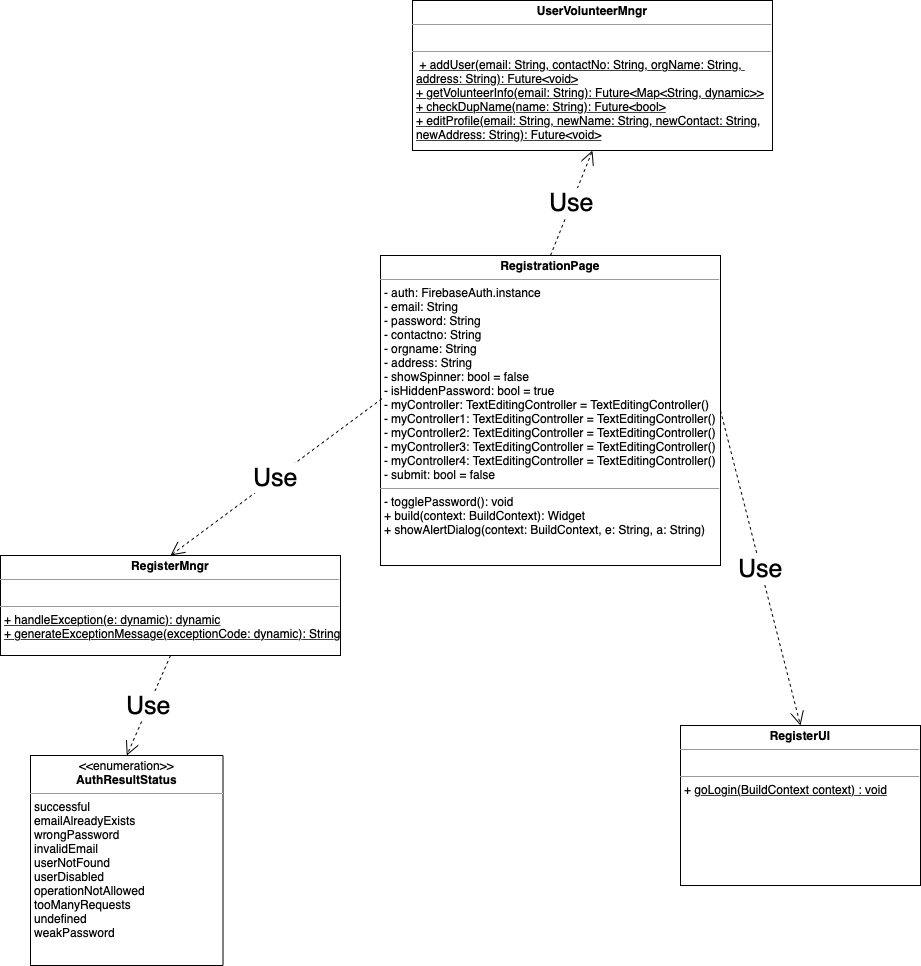 UserVolunteerMngr
+ addUser(email: String, contactNo: String, orgName: String,
address: String): Future<void>
+ getVolunteerInfo(email: String): Future<Map<String, dynamic>>
+ checkDupName(name: String): Future<bool>
+ editProfile(email: String, newName: String, newContact: String,
newAddress: String): Future<void>
Use
RegistrationPage
- auth: FirebaseAuth.instance
- email: String
- password: String
- contactno: String
- orgname: String
- address: String
- showSpinner: bool = false
- isHiddenPassword: bool = true
- myController: TextEditingController = TextEditingController()
- myController1: TextEditingController = TextEditingController()
- myController2: TextEditingController = TextEditingController()
- myController3: TextEditingController = TextEditingController()
- myController4: TextEditingController = TextEditingController()
- submit: bool = false
- togglePassword(): void
+ build(context: BuildContext): Widget
+ showAlertDialog(context: BuildContext, e: String, a: String)
Use
Use
RegisterMngr
+ handleException(e: dynamic): dynamic
+ generateExceptionMessage(exceptionCode: dynamic): String
Use
<<enumeration>>
AuthResultStatus
successful
emailAlreadyExists
wrongPassword
invalidEmail
userNotFound
userDisabled
operationNotAllowed
tooManyRequests
undefined
weakPassword
RegisterUI
+ goLogin(BuildContext context) : void